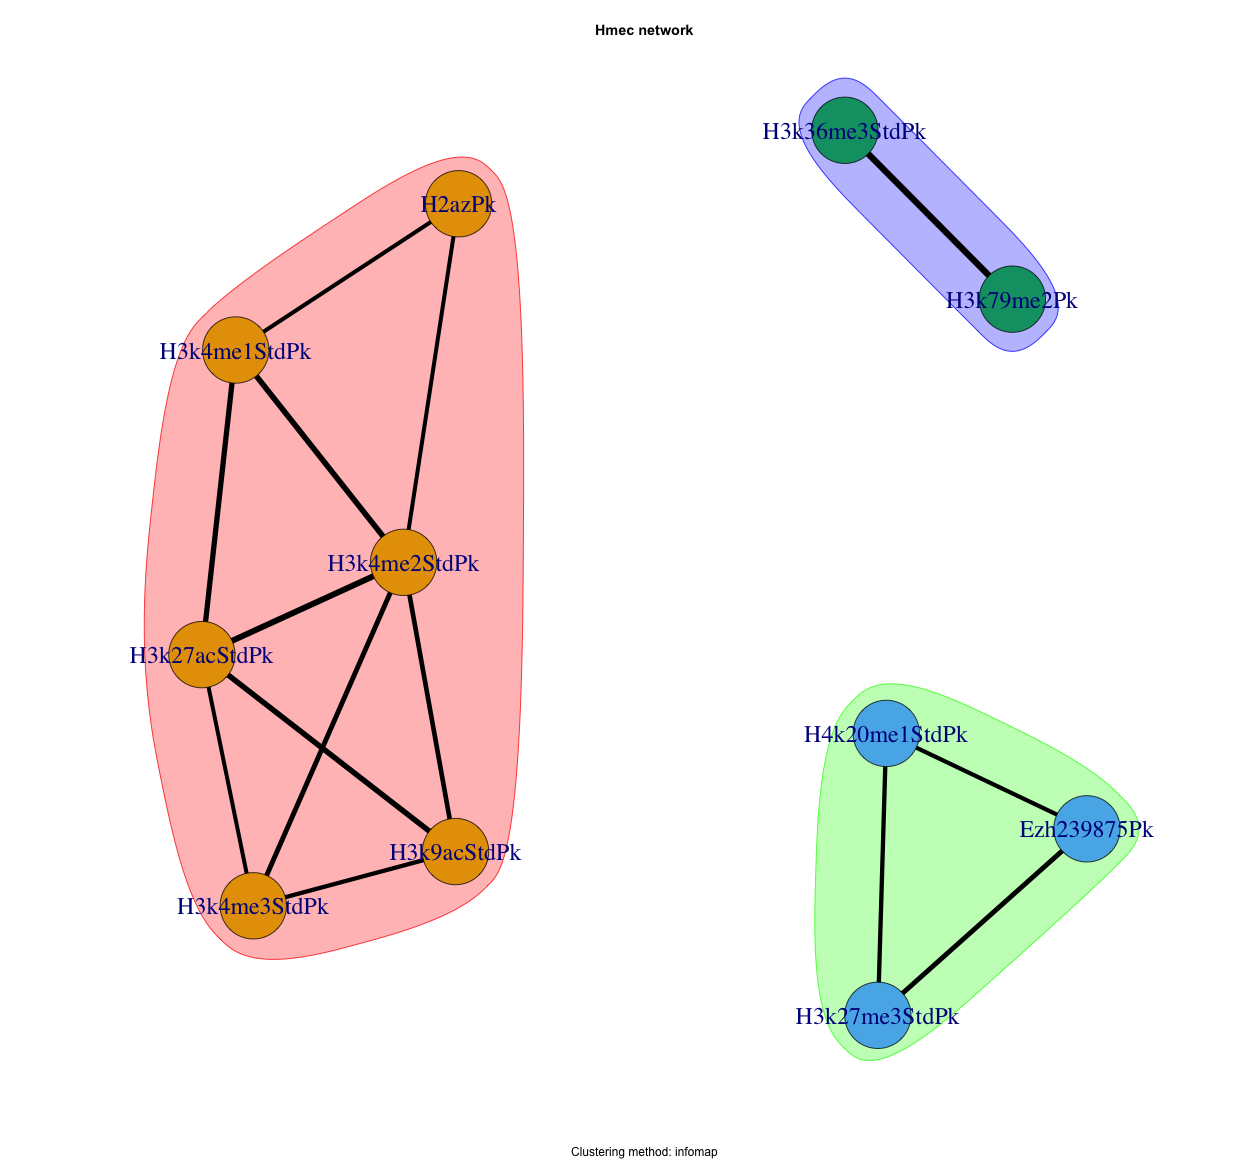 Hmec network
H3k36me3StdPk
H2azPk
H3k79me2Pk
H3k4me1StdPk
H3k4me2StdPk
H3k27acStdPk
H4k20me1StdPk
Ezh239875Pk
H3k9acStdPk
H3k4me3StdPk
H3k27me3StdPk
Clustering method: infomap